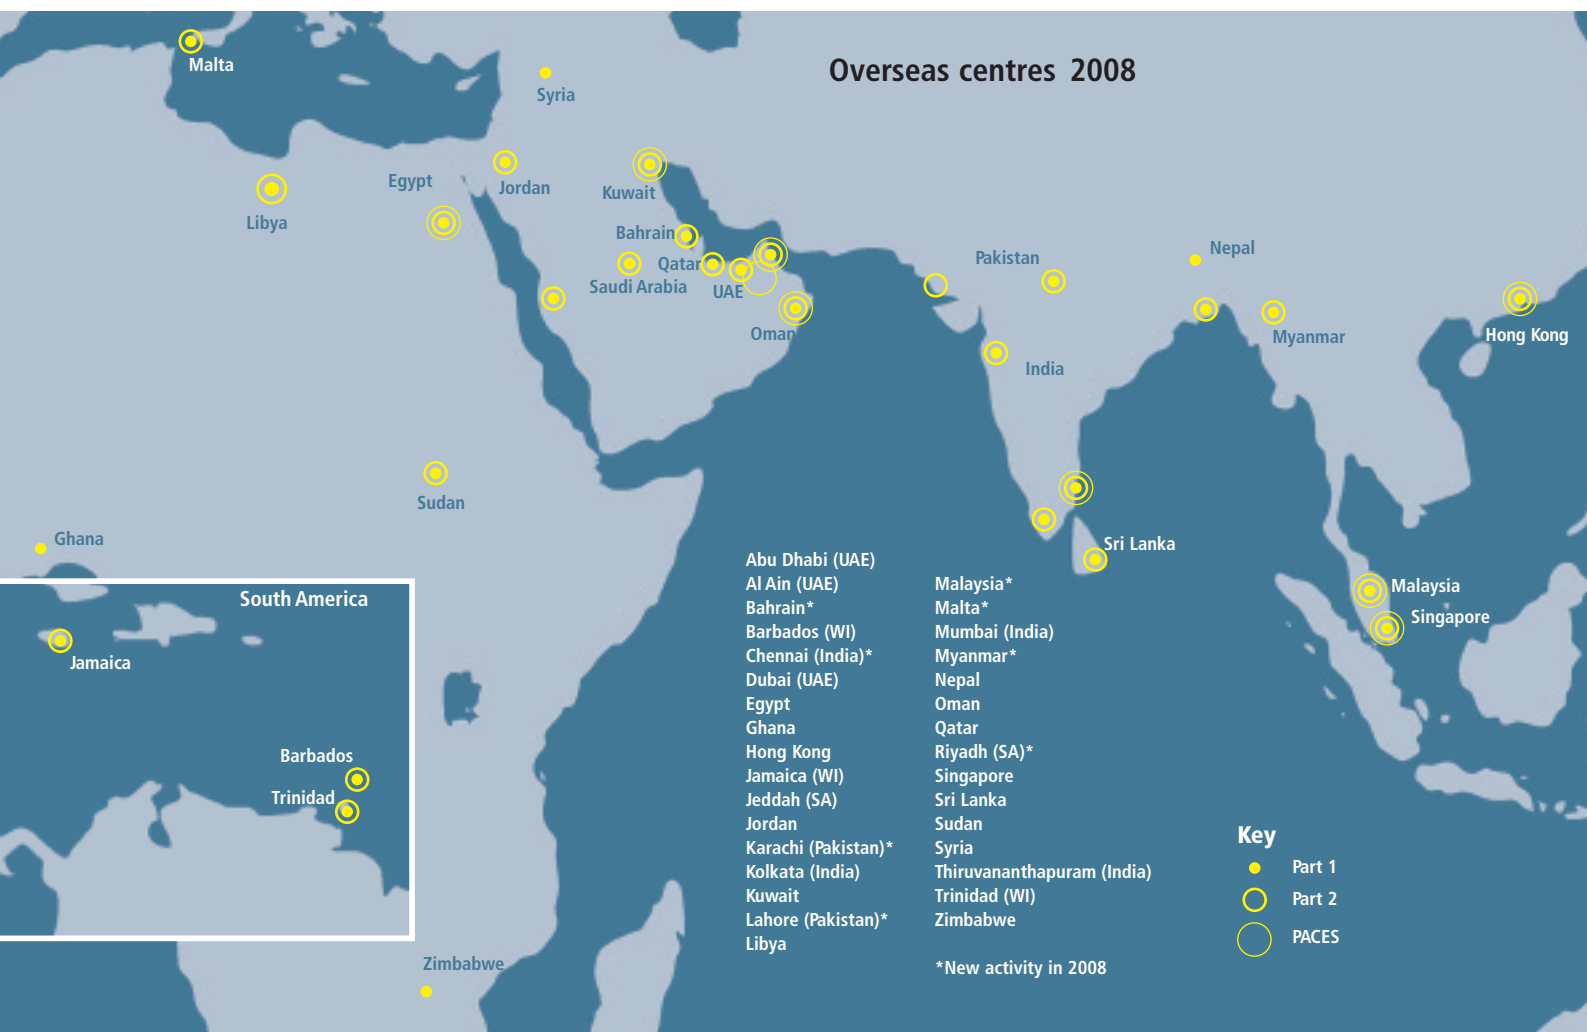 Overseas centres 2008
Malta
Syria
Egypt
Jordan
Kuwait
Libya
Bahrain
Qatar
Saudi Arabia
UAE
Oman
Pakistan
Nepal
India
Myanmar
Hong Kong
Sudan
Ghana
Sri Lanka
Malaysia
Singapore
South America
Jamaica
Barbados
Trinidad
Zimbabwe
Abu Dhabi (UAE)
Al Ain (UAE)
Bahrain*
Barbados (WI)
Chennai (India)*
Dubai (UAE)
Egypt
Ghana
Hong Kong
Jamaica (WI)
Jeddah (SA)
Jordan
Karachi (Pakistan)*
Kolkata (India)
Kuwait
Lahore (Pakistan)*
Libya
Malaysia*
Malta*
Mumbai (India)
Myanmar*
Nepal
Oman
Qatar
Riyadh (SA)*
Singapore
Sri Lanka
Sudan
Syria
Thiruvananthapuram (India)
Trinidad (WI)
Zimbabwe
*New activity in 2008
Key
Part 1
Part 2
PACES